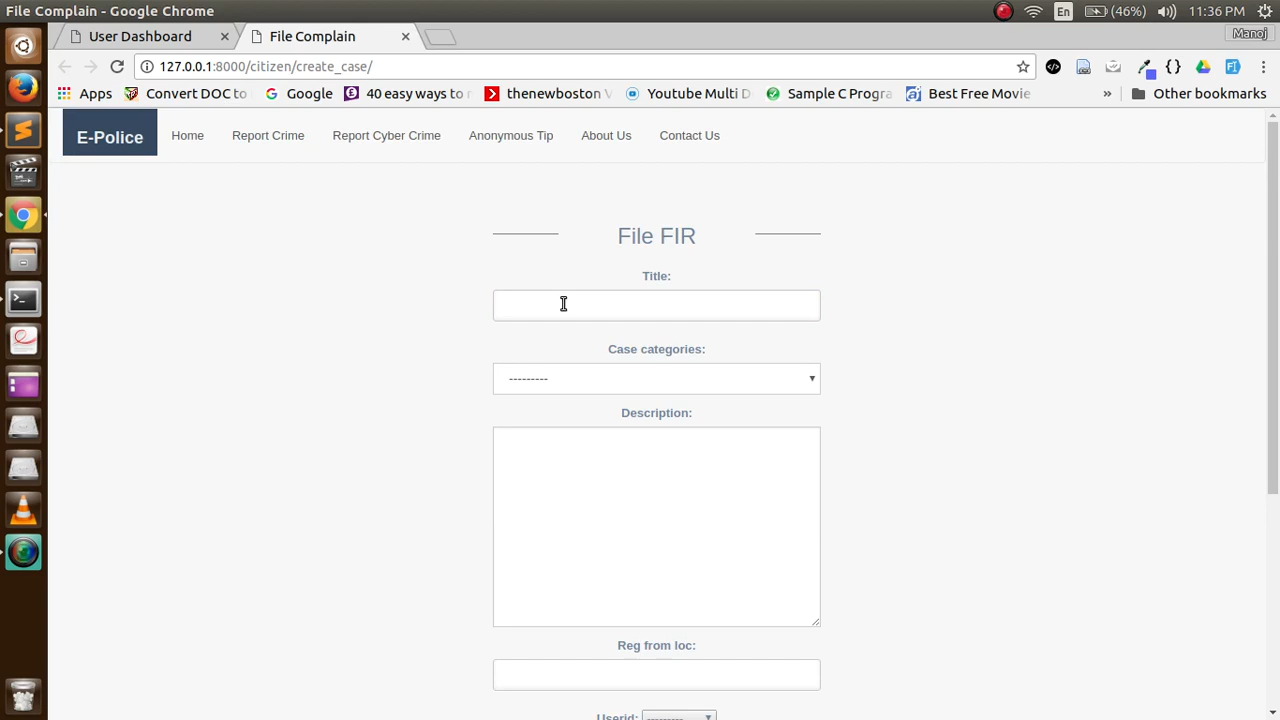 File Complain - Google Chrome
En (46%) 11:36 PM
User Dashboard × File Complain × Manoj
127.0.0.1:8000/citizen/create_case/
Apps Convert DOC to Google 40 easy ways to thenewboston Youtube Multi D Sample C Progra Best Free Movie » Other bookmarks
E-Police Home Report Crime Report Cyber Crime Anonymous Tip About Us Contact Us
File FIR
Title:
Case categories:
---------
Description:
Reg from loc:
Userid: ---------